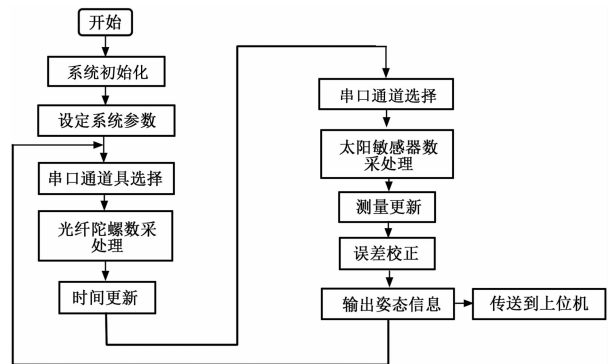 开始
系统初始化
设定系统参数
串口通道具选择
光纤陀螺数采
处理
时间更新
串口通道选择
太阳敏感器数
采处理
测量更新
误差校正
输出姿态信息
传送到上位机